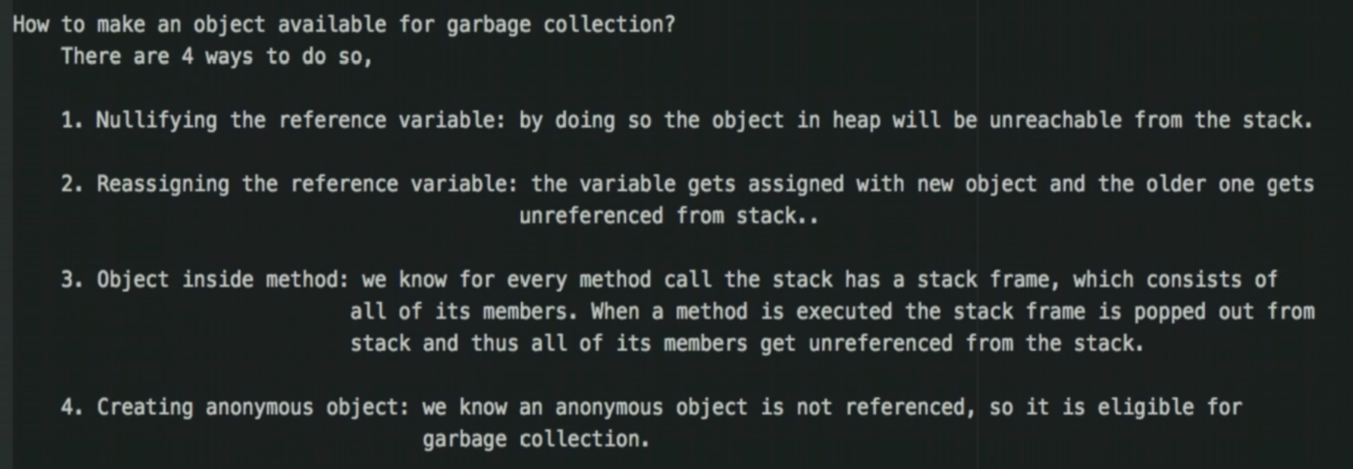 How to make an object available for garbage collection?
There are 4 ways to do so,
1. Nullifying the reference variable: by doing so the object in heap will be unreachable from the stack.
2. Reassigning the reference variable: the variable gets assigned with new object and the older one gets
unreferenced from stack..
3. Object inside method: we know for every method call the stack has a stack frame, which consists of
all of its members. When a method is executed the stack frame is popped out from
stack and thus all of its members get unreferenced from the stack.
4. Creating anonymous object: we know an anonymous object is not referenced, so it is eligible for
garbage collection.